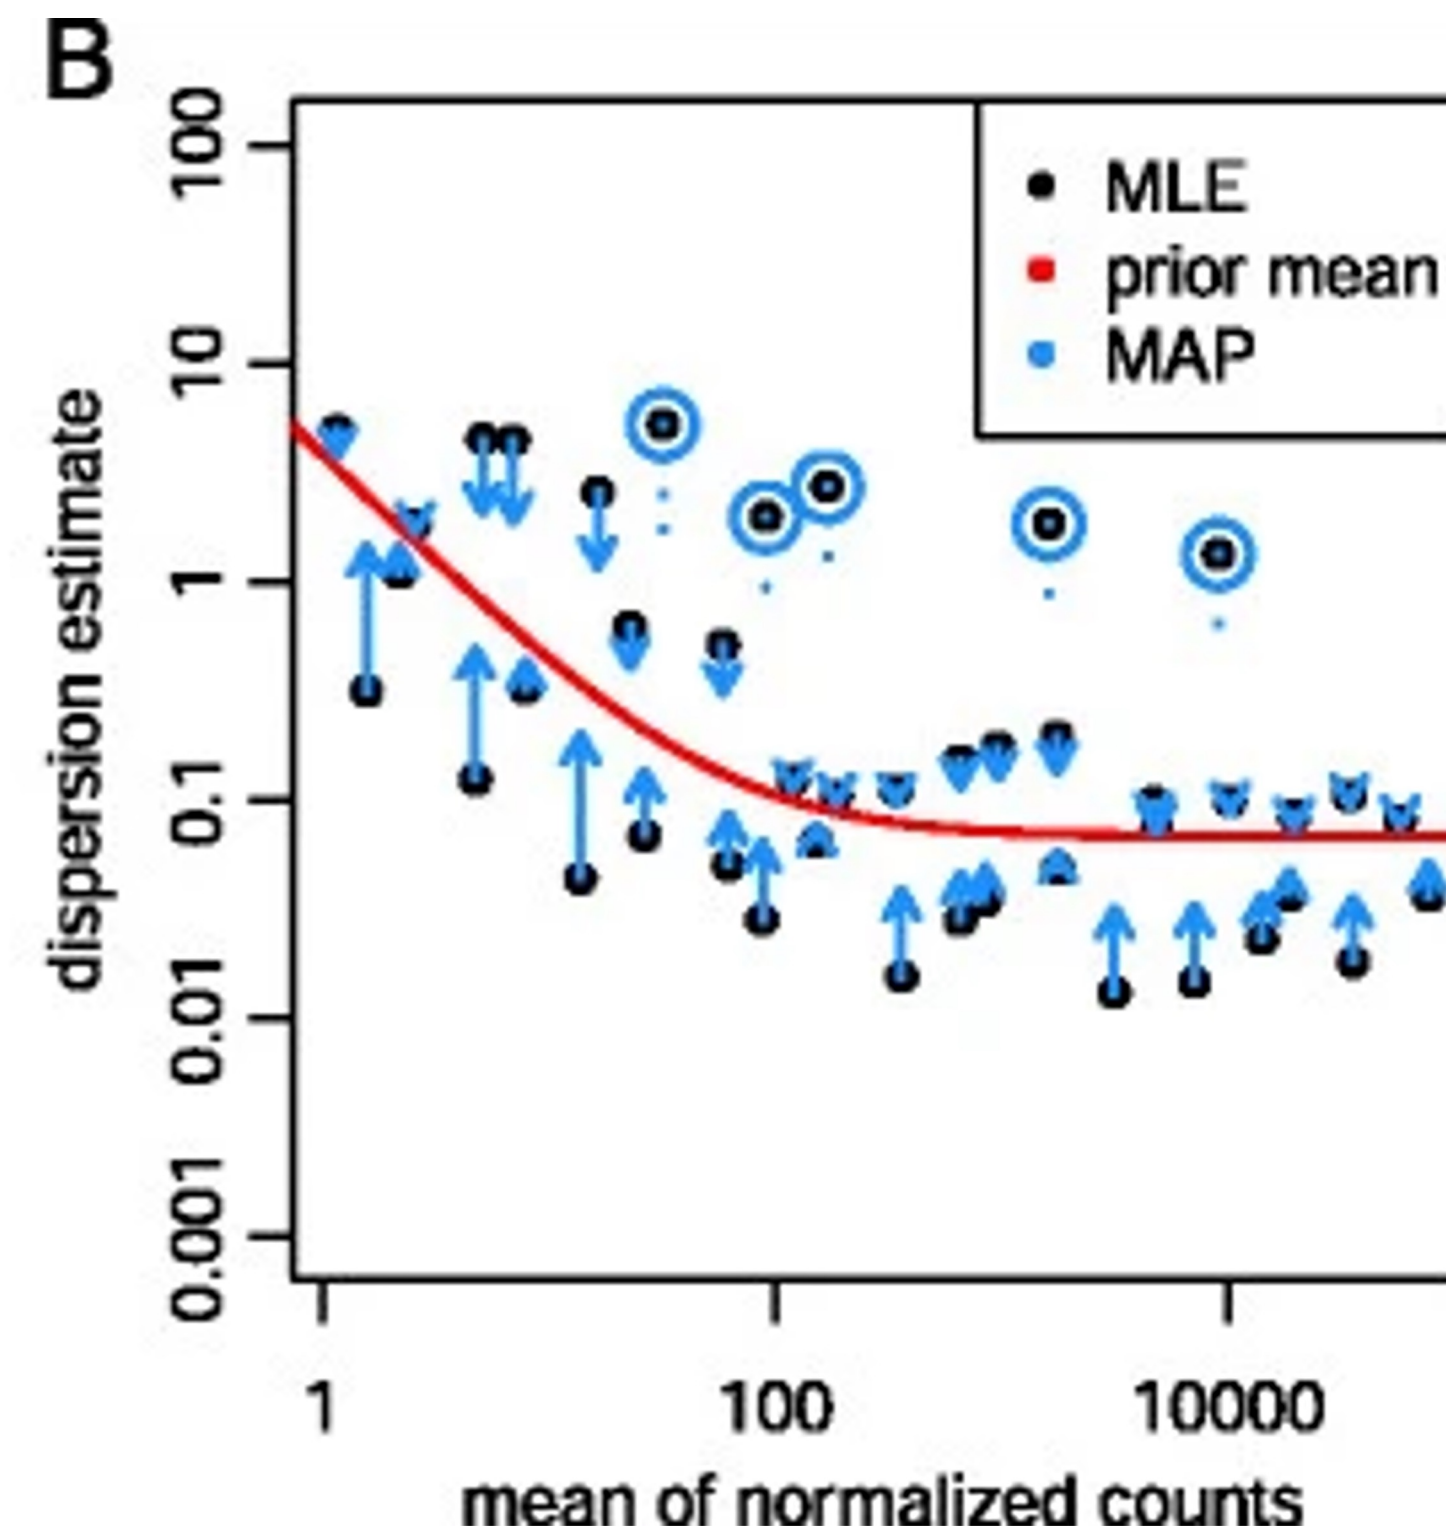 B
100
10
1
0.1
0.01
0.001
dispersion estimate
MLE
prior mean
MAP
1 100 10000
mean of normalized counts